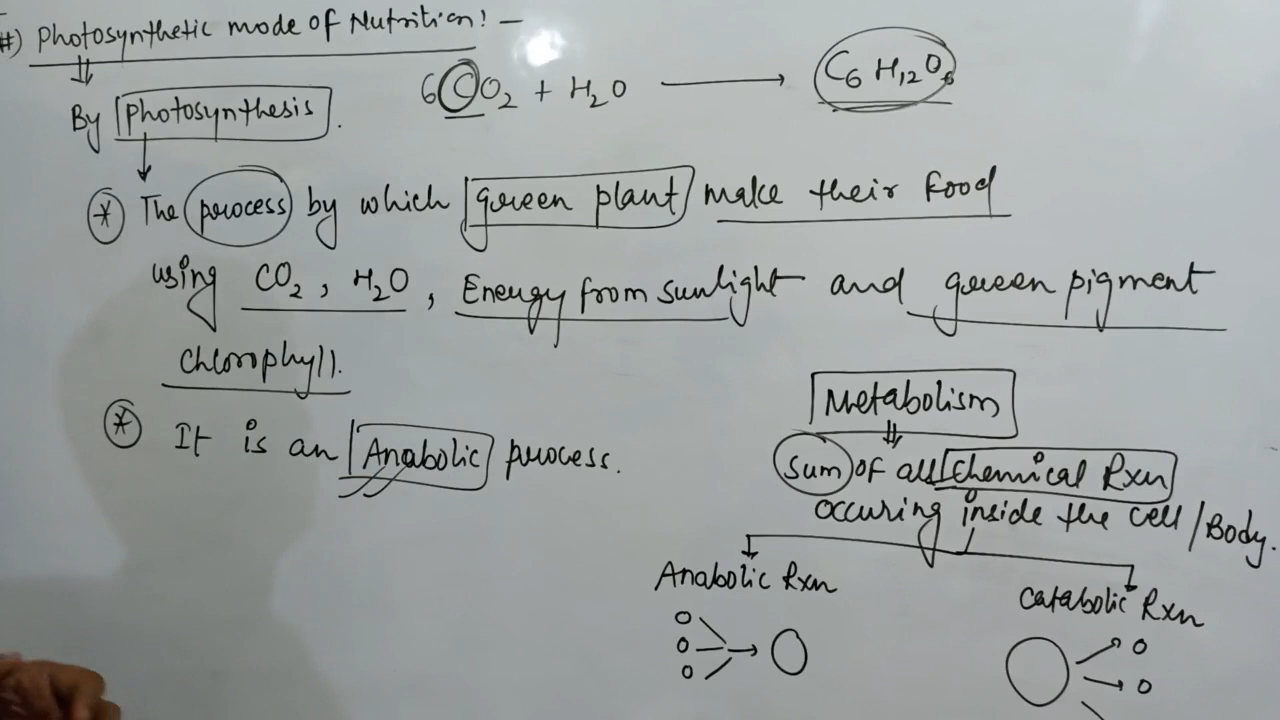 #) Photosynthetic mode of Nutrition! —
By Photosynthesis.
6CO₂ + H₂O ⟶ C₆H₁₂O₆
* The process by which green plant make their food
using CO₂, H₂O, Energy from sunlight and green pigment
Chlorophyll.
* It is an Anabolic process.
Metabolism
Sum of all Chemical Rxn
occuring inside the cell/Body.
Anabolic Rxn
Catabolic Rxn